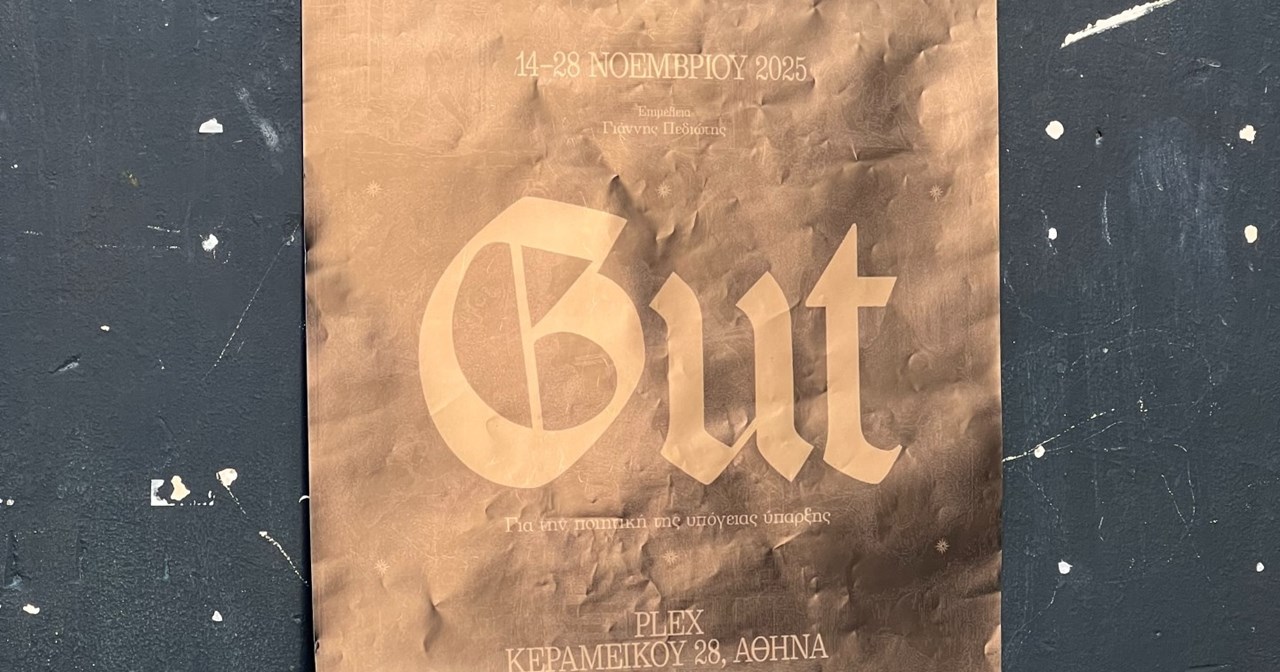 14–28 ΝΟΕΜΒΡΙΟΥ 2025
Επιμέλεια
Γιάννης Πεδιώτης
Gut
Για την ποιητική της υπόγειας ύπαρξης
PLEX
ΚΕΡΑΜΕΙΚΟΥ 28, ΑΘΗΝΑ